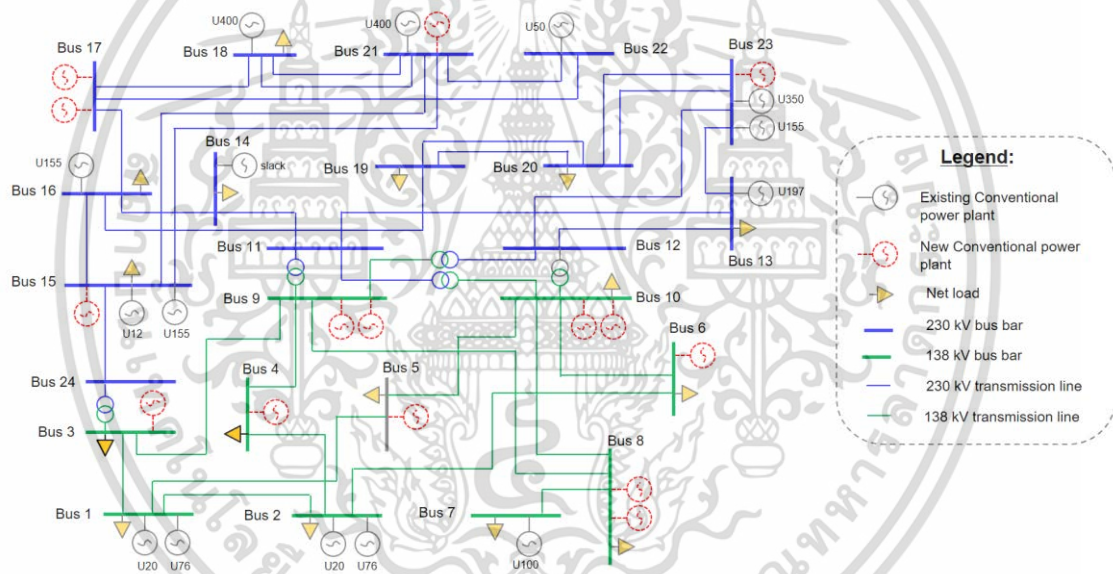 U400
U400
U50
Bus 17
Bus 18
Bus 21
Bus 22
Bus 23
U350
U155
Bus 14
slack
U155
Bus 16
Bus 19
Bus 20
U197
Bus 11
Bus 12
Bus 13
Bus 15
U12
U155
Bus 9
Bus 10
Bus 6
Bus 24
Bus 4
Bus 5
Bus 3
Bus 8
Bus 1
Bus 2
Bus 7
U20
U76
U20
U76
U100
Legend:
Existing Conventional
power plant
New Conventional power
plant
Net load
230 kV bus bar
138 kV bus bar
230 kV transmission line
138 kV transmission line